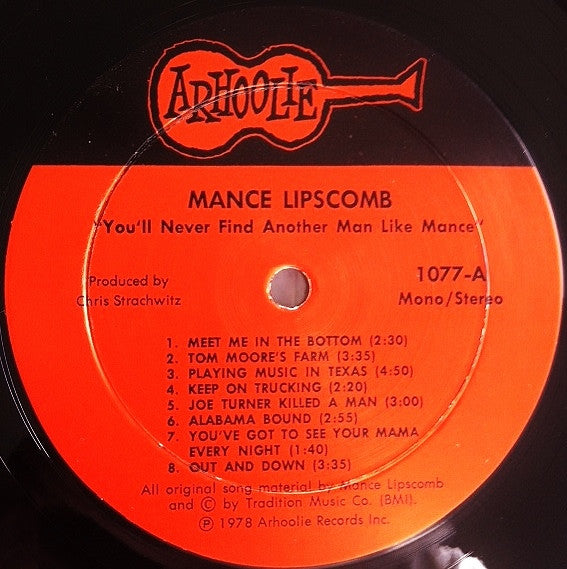 ARHOOLIE
MANCE LIPSCOMB
"You'll Never Find Another Man Like Mance"
Produced by
Chris Strachwitz
1077-A
Mono/Stereo
1. MEET ME IN THE BOTTOM (2:30)
2. TOM MOORE'S FARM (3:35)
3. PLAYING MUSIC IN TEXAS (4:50)
4. KEEP ON TRUCKING (2:20)
5. JOE TURNER KILLED A MAN (3:00)
6. ALABAMA BOUND (2:55)
7. YOU'VE GOT TO SEE YOUR MAMA
EVERY NIGHT (1:40)
8. OUT AND DOWN (3:35)
All original song material by Mance Lipscomb
and © by Tradition Music Co. (BMI).
℗ 1978 Arhoolie Records Inc.